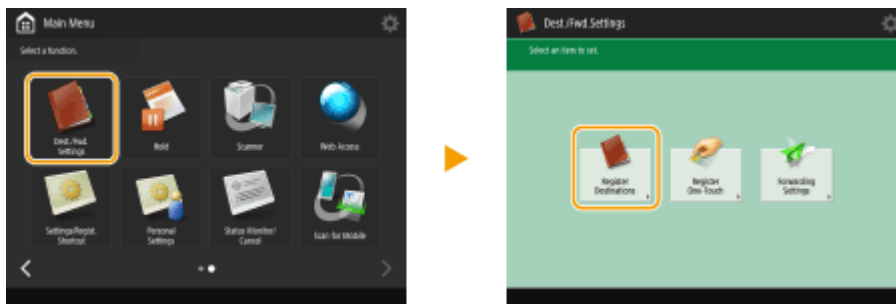 Main Menu
Select a function.
Dest./Fwd.
Settings
Hold
Scanner
Web Access
Settings/Regist.
Shortcut
Personal
Settings
Status Monitor/
Cancel
Scan for Mobile
Dest./Fwd. Settings
Select an item to set.
Register
Destinations
Register
One-Touch
Forwarding
Settings